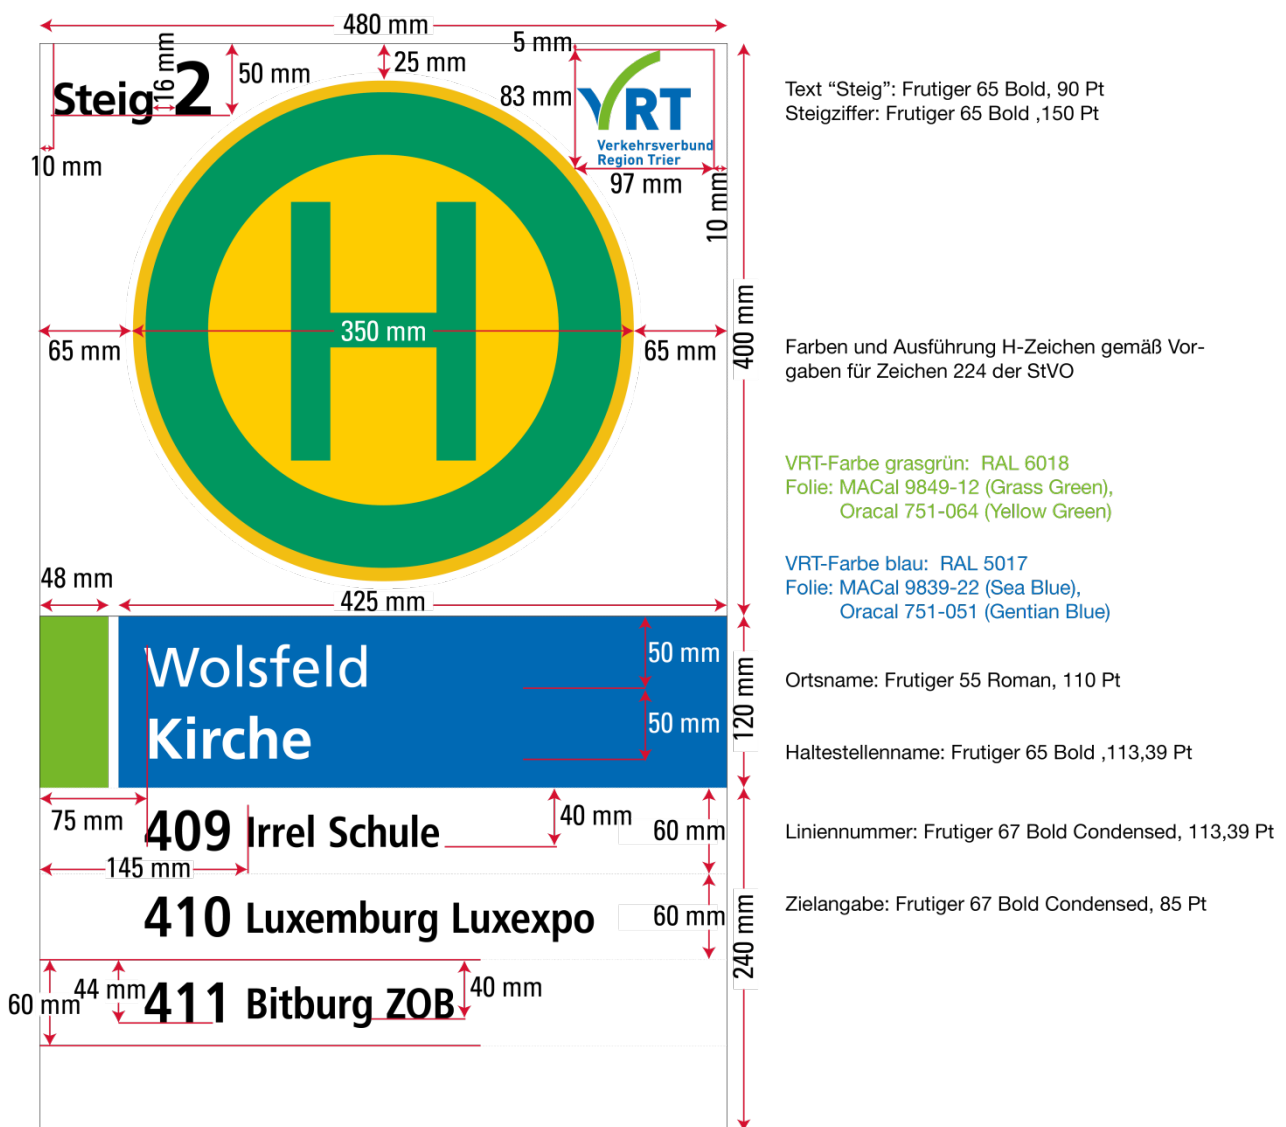 480 mm
5 mm
16 mm
Steig 2
50 mm
25 mm
83 mm
VRT
Verkehrsverbund
Region Trier
10 mm
97 mm
10 mm
Text “Steig”: Frutiger 65 Bold, 90 Pt
Steigziffer: Frutiger 65 Bold ,150 Pt
H
65 mm
350 mm
65 mm
400 mm
Farben und Ausführung H-Zeichen gemäß Vor-
gaben für Zeichen 224 der StVO
VRT-Farbe grasgrün: RAL 6018
Folie: MACal 9849-12 (Grass Green),
Oracal 751-064 (Yellow Green)
VRT-Farbe blau: RAL 5017
Folie: MACal 9839-22 (Sea Blue),
Oracal 751-051 (Gentian Blue)
48 mm
425 mm
Wolsfeld
Kirche
50 mm
50 mm
120 mm
Ortsname: Frutiger 55 Roman, 110 Pt
Haltestellenname: Frutiger 65 Bold ,113,39 Pt
75 mm
409 Irrel Schule
40 mm
60 mm
145 mm
Liniennummer: Frutiger 67 Bold Condensed, 113,39 Pt
410 Luxemburg Luxexpo
60 mm
240 mm
Zielangabe: Frutiger 67 Bold Condensed, 85 Pt
60 mm
44 mm
411 Bitburg ZOB
40 mm